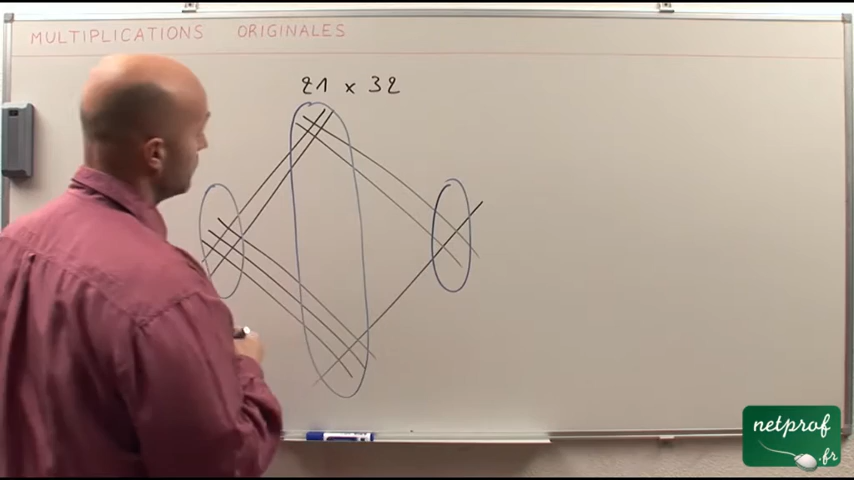 MULTIPLICATIONS ORIGINALES
21 x 32
netprof
.fr